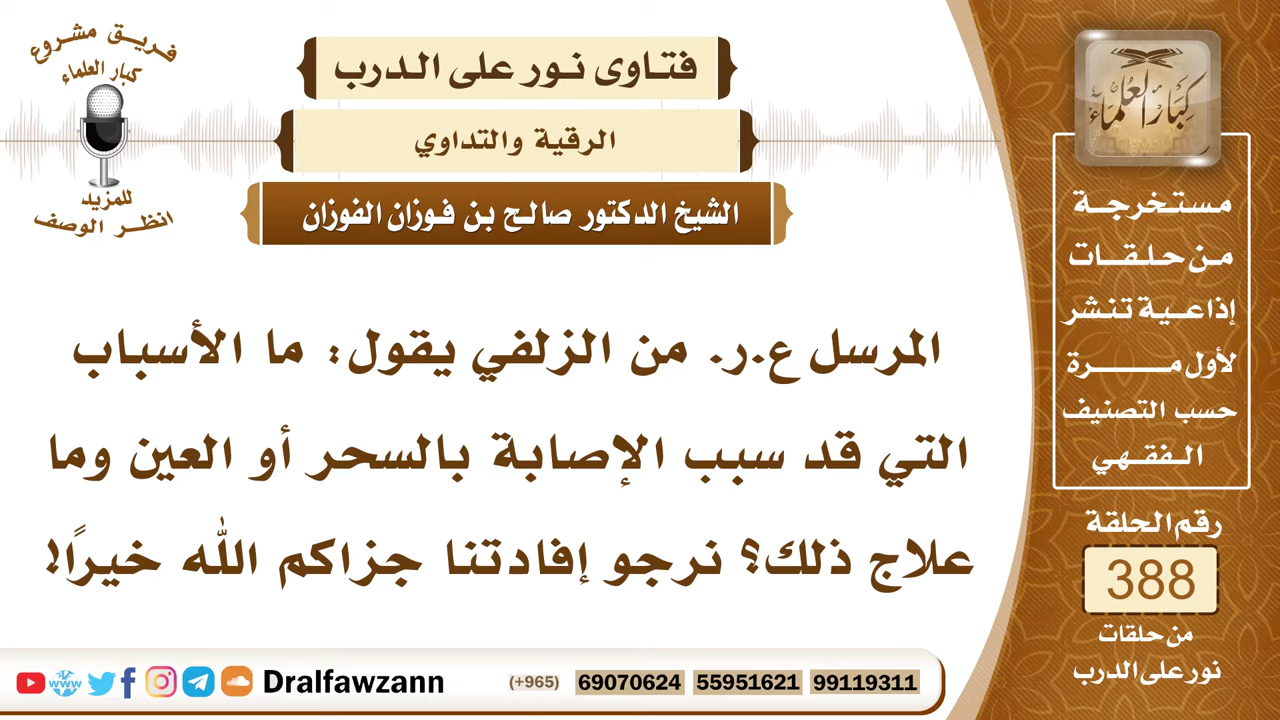 فريق مشروع
كبار العلماء
للمزيد
انظر الوصف
فتاوى نور على الدرب
الرقية والتداوي
الشيخ الدكتور صالح بن فوزان الفوزان
المرسل ع.ر. من الزلفي يقول: ما الأسباب
التي قد سبب الإصابة بالسحر أو العين وما
علاج ذلك؟ نرجو إفادتنا جزاكم الله خيرًا!
كبار العلماء
مستخرجة
من حلقات
إذاعية تنشر
لأول مرة
حسب التصنيف
الفقهي
رقم الحلقة
388
من حلقات
نور على الدرب
www
Dralfawzann
(+965) 69070624 55951621 99119311